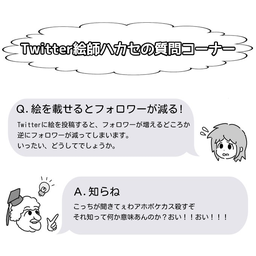 Twitter絵師ハカセの質問コーナー
Q. 絵を載せるとフォロワーが減る!
Twitterに絵を投稿すると、フォロワーが増えるどころか
逆にフォロワーが減ってしまいます。
いったい、どうしてでしょうか。
A. 知らね
こっちが聞きてぇわアホボケカス殺すぞ
それ知って何か意味あんのか?おい!!おい!!!